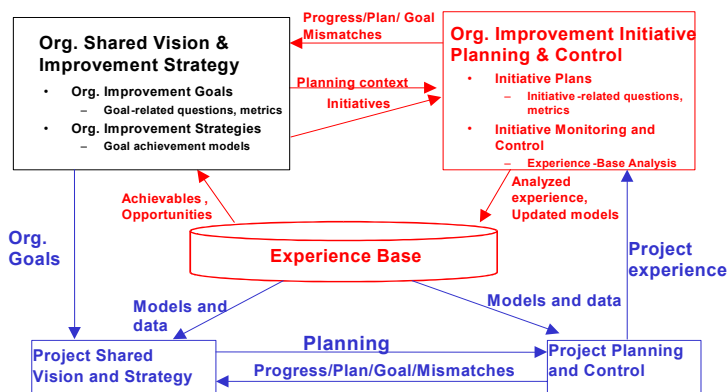 Progress/Plan/ Goal
Mismatches
Org. Shared Vision &
Improvement Strategy
• Org. Improvement Goals
– Goal-related questions, metrics
• Org. Improvement Strategies
– Goal achievement models
Planning context
Initiatives
Org. Improvement Initiative
Planning & Control
• Initiative Plans
– Initiative -related questions,
metrics
• Initiative Monitoring and
Control
– Experience -Base Analysis
Achievables ,
Opportunities
Analyzed
experience,
Updated models
Org.
Goals
Experience Base
Project
experience
Models and
data
Models and data
Planning
Project Shared
Vision and Strategy
Progress/Plan/Goal/Mismatches
Project Planning
and Control